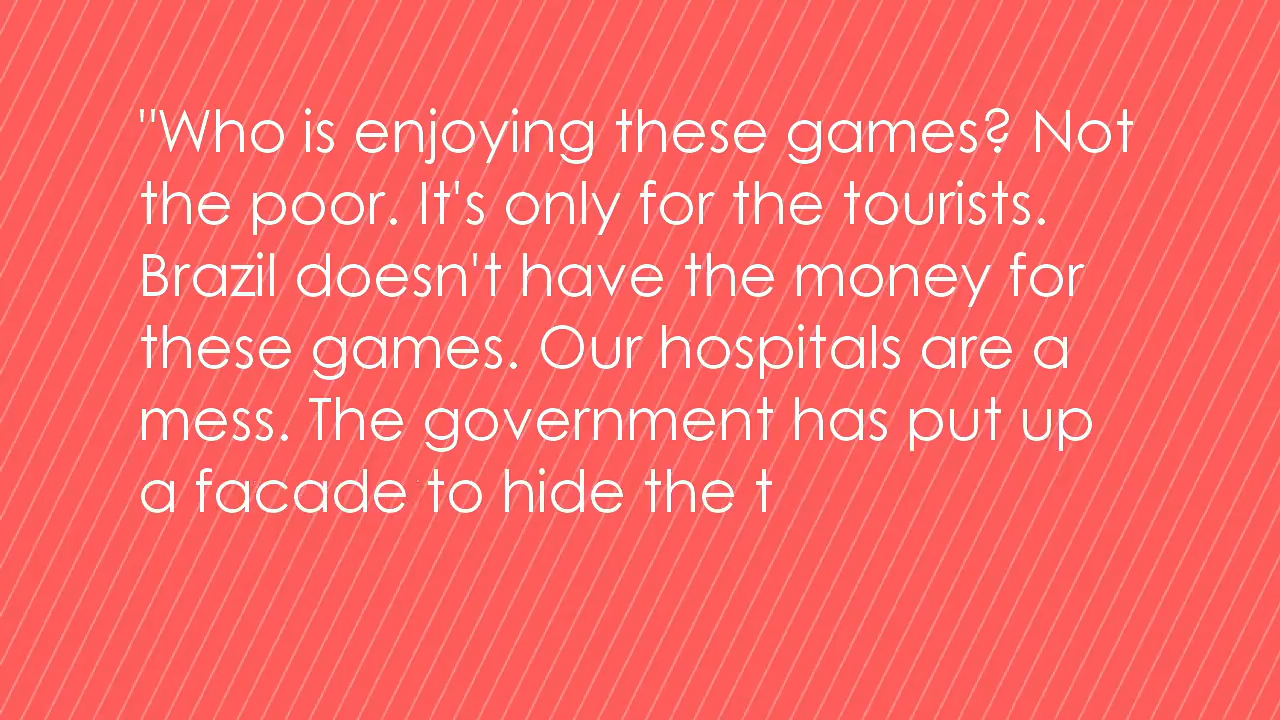 "Who is enjoying these games? Not
the poor. It's only for the tourists.
Brazil doesn't have the money for
these games. Our hospitals are a
mess. The government has put up
a facade to hide the t